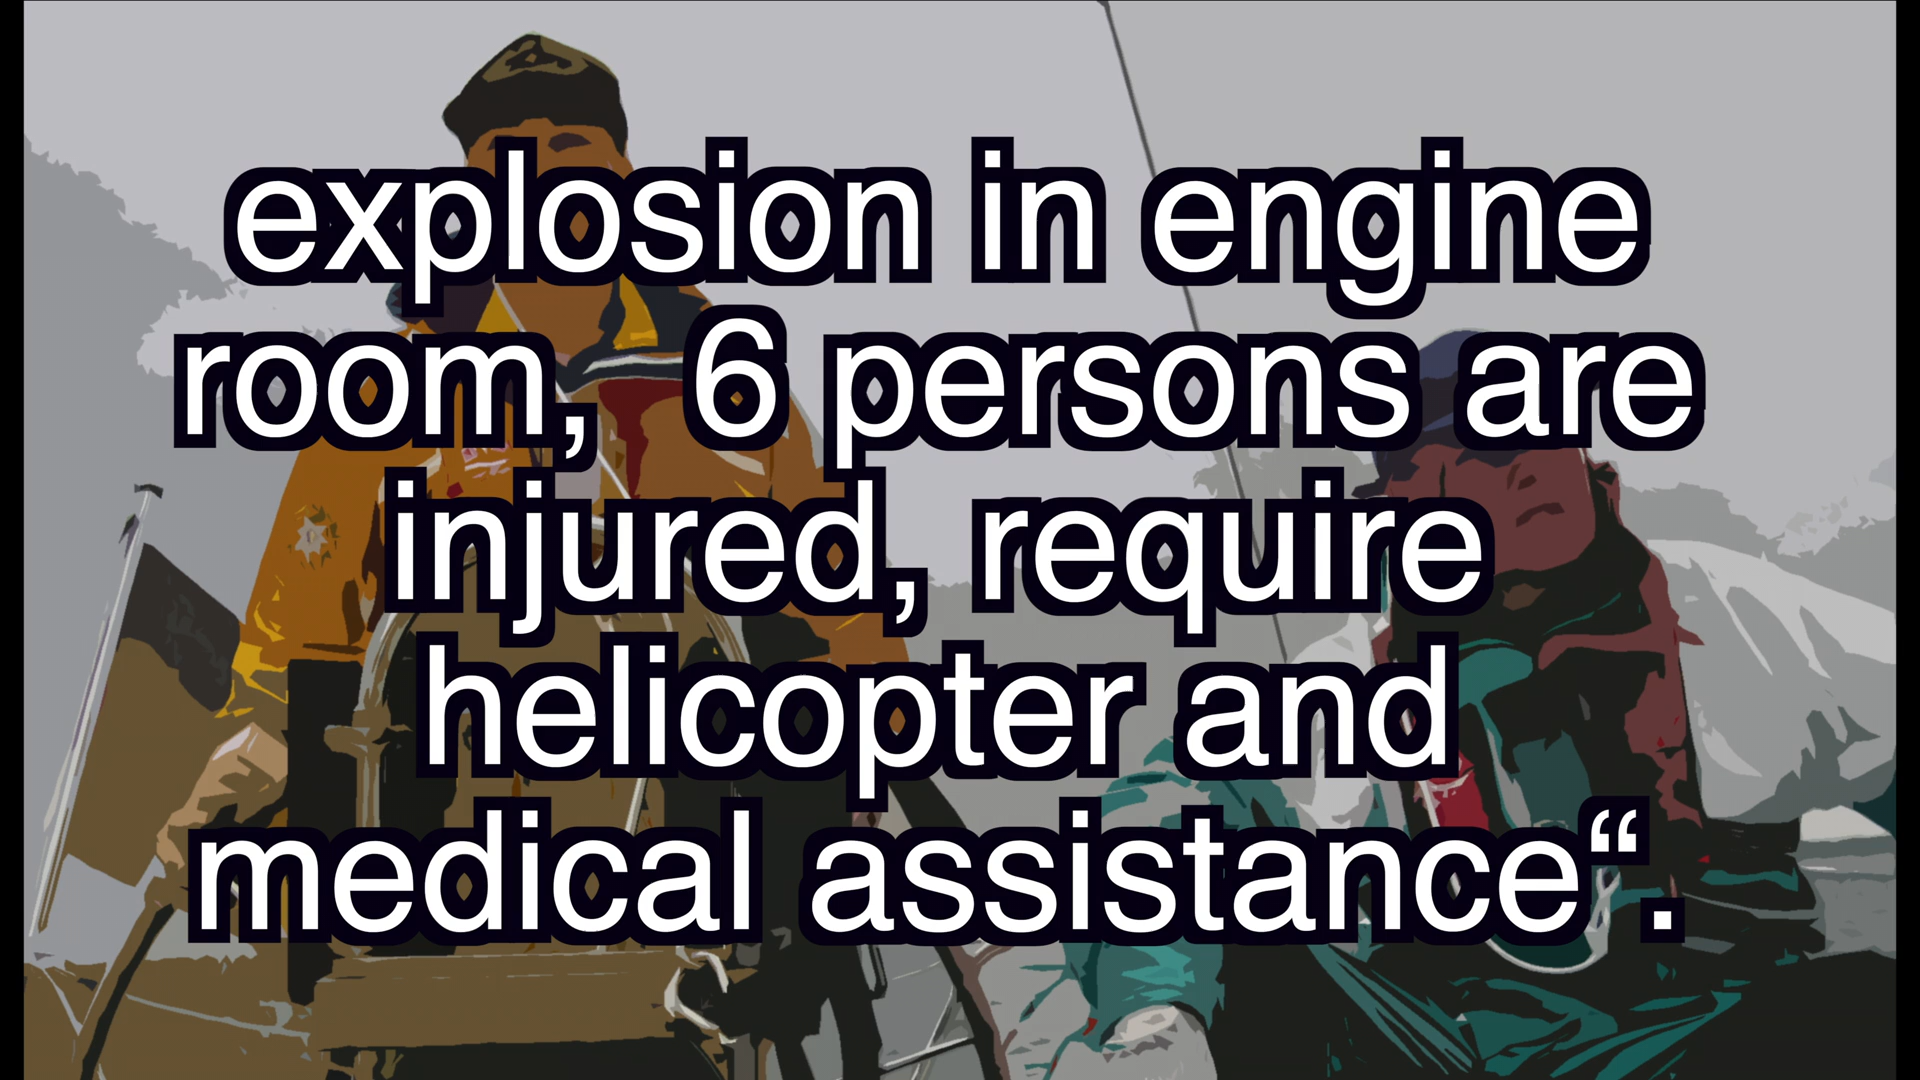 explosion in engine
room,  6 persons are
injured, require
helicopter and
medical assistance“.